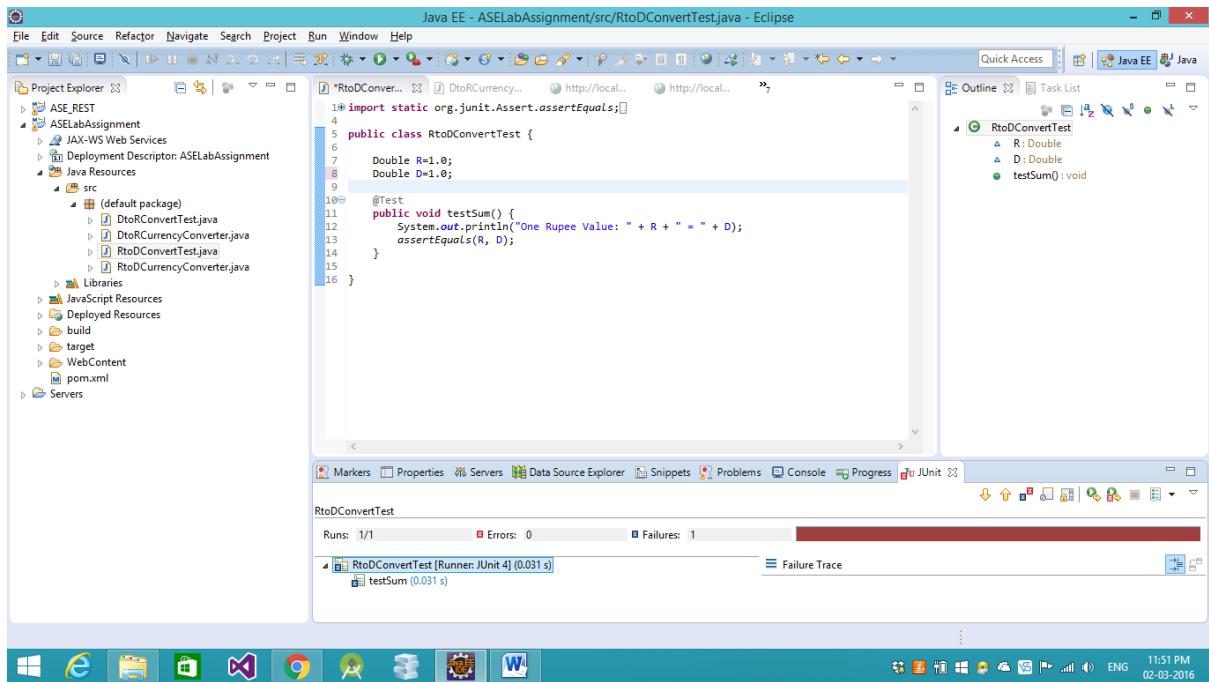 Java EE - ASELabAssignment/src/RtoDConvertTest.java - Eclipse
File Edit Source Refactor Navigate Search Project Run Window Help
Quick Access Java EE Java
Project Explorer
ASE_REST
ASELabAssignment
JAX-WS Web Services
Deployment Descriptor: ASELabAssignment
Java Resources
src
(default package)
DtoRConvertTest.java
DtoRCurrencyConverter.java
RtoDConvertTest.java
RtoDCurrencyConverter.java
Libraries
JavaScript Resources
Deployed Resources
build
target
WebContent
pom.xml
Servers
*RtoDConver... DtoRCurrency... http://local... http://local... »7
1 import static org.junit.Assert.assertEquals;
4
5 public class RtoDConvertTest {
6
7 Double R=1.0;
8 Double D=1.0;
9
10 @Test
11 public void testSum() {
12 System.out.println("One Rupee Value: " + R + " = " + D);
13 assertEquals(R, D);
14 }
15
16 }
Outline Task List
RtoDConvertTest
R : Double
D : Double
testSum() : void
Markers Properties Servers Data Source Explorer Snippets Problems Console Progress JUnit
RtoDConvertTest
Runs: 1/1 Errors: 0 Failures: 1
RtoDConvertTest [Runner: JUnit 4] (0.031 s)
testSum (0.031 s)
Failure Trace
ENG
11:51 PM
02-03-2016